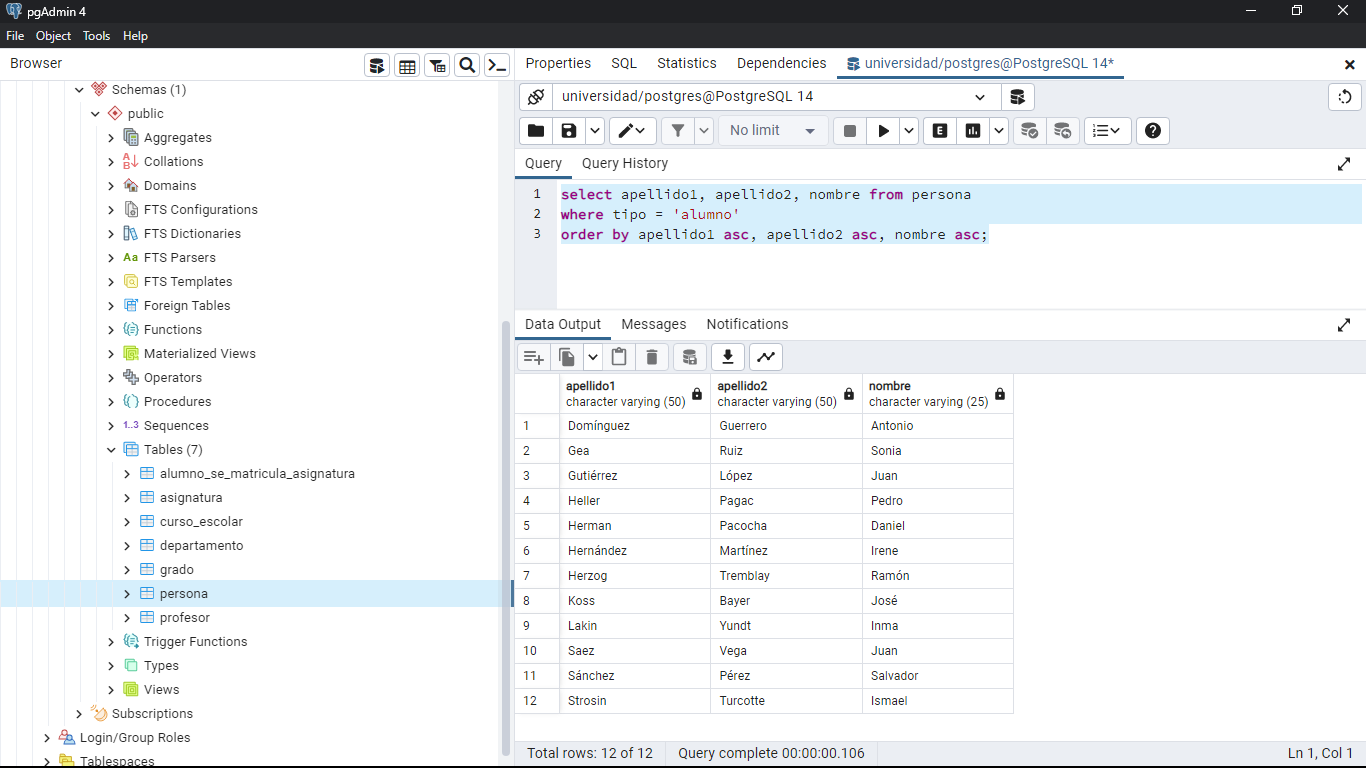 pgAdmin 4
File Object Tools Help
Browser
Schemas (1)
public
Aggregates
Collations
Domains
FTS Configurations
FTS Dictionaries
Aa FTS Parsers
FTS Templates
Foreign Tables
Functions
Materialized Views
Operators
Procedures
1..3 Sequences
Tables (7)
alumno_se_matricula_asignatura
asignatura
curso_escolar
departamento
grado
persona
profesor
Trigger Functions
Types
Views
Subscriptions
Login/Group Roles
Tablespaces
Properties SQL Statistics Dependencies universidad/postgres@PostgreSQL 14*
universidad/postgres@PostgreSQL 14
No limit E
Query Query History
1 select apellido1, apellido2, nombre from persona
2 where tipo = 'alumno'
3 order by apellido1 asc, apellido2 asc, nombre asc;
Data Output Messages Notifications
apellido1 apellido2 nombre
character varying (50) character varying (50) character varying (25)
1 Domínguez Guerrero Antonio
2 Gea Ruiz Sonia
3 Gutiérrez López Juan
4 Heller Pagac Pedro
5 Herman Pacocha Daniel
6 Hernández Martínez Irene
7 Herzog Tremblay Ramón
8 Koss Bayer José
9 Lakin Yundt Inma
10 Saez Vega Juan
11 Sánchez Pérez Salvador
12 Strosin Turcotte Ismael
Total rows: 12 of 12 Query complete 00:00:00.106 Ln 1, Col 1